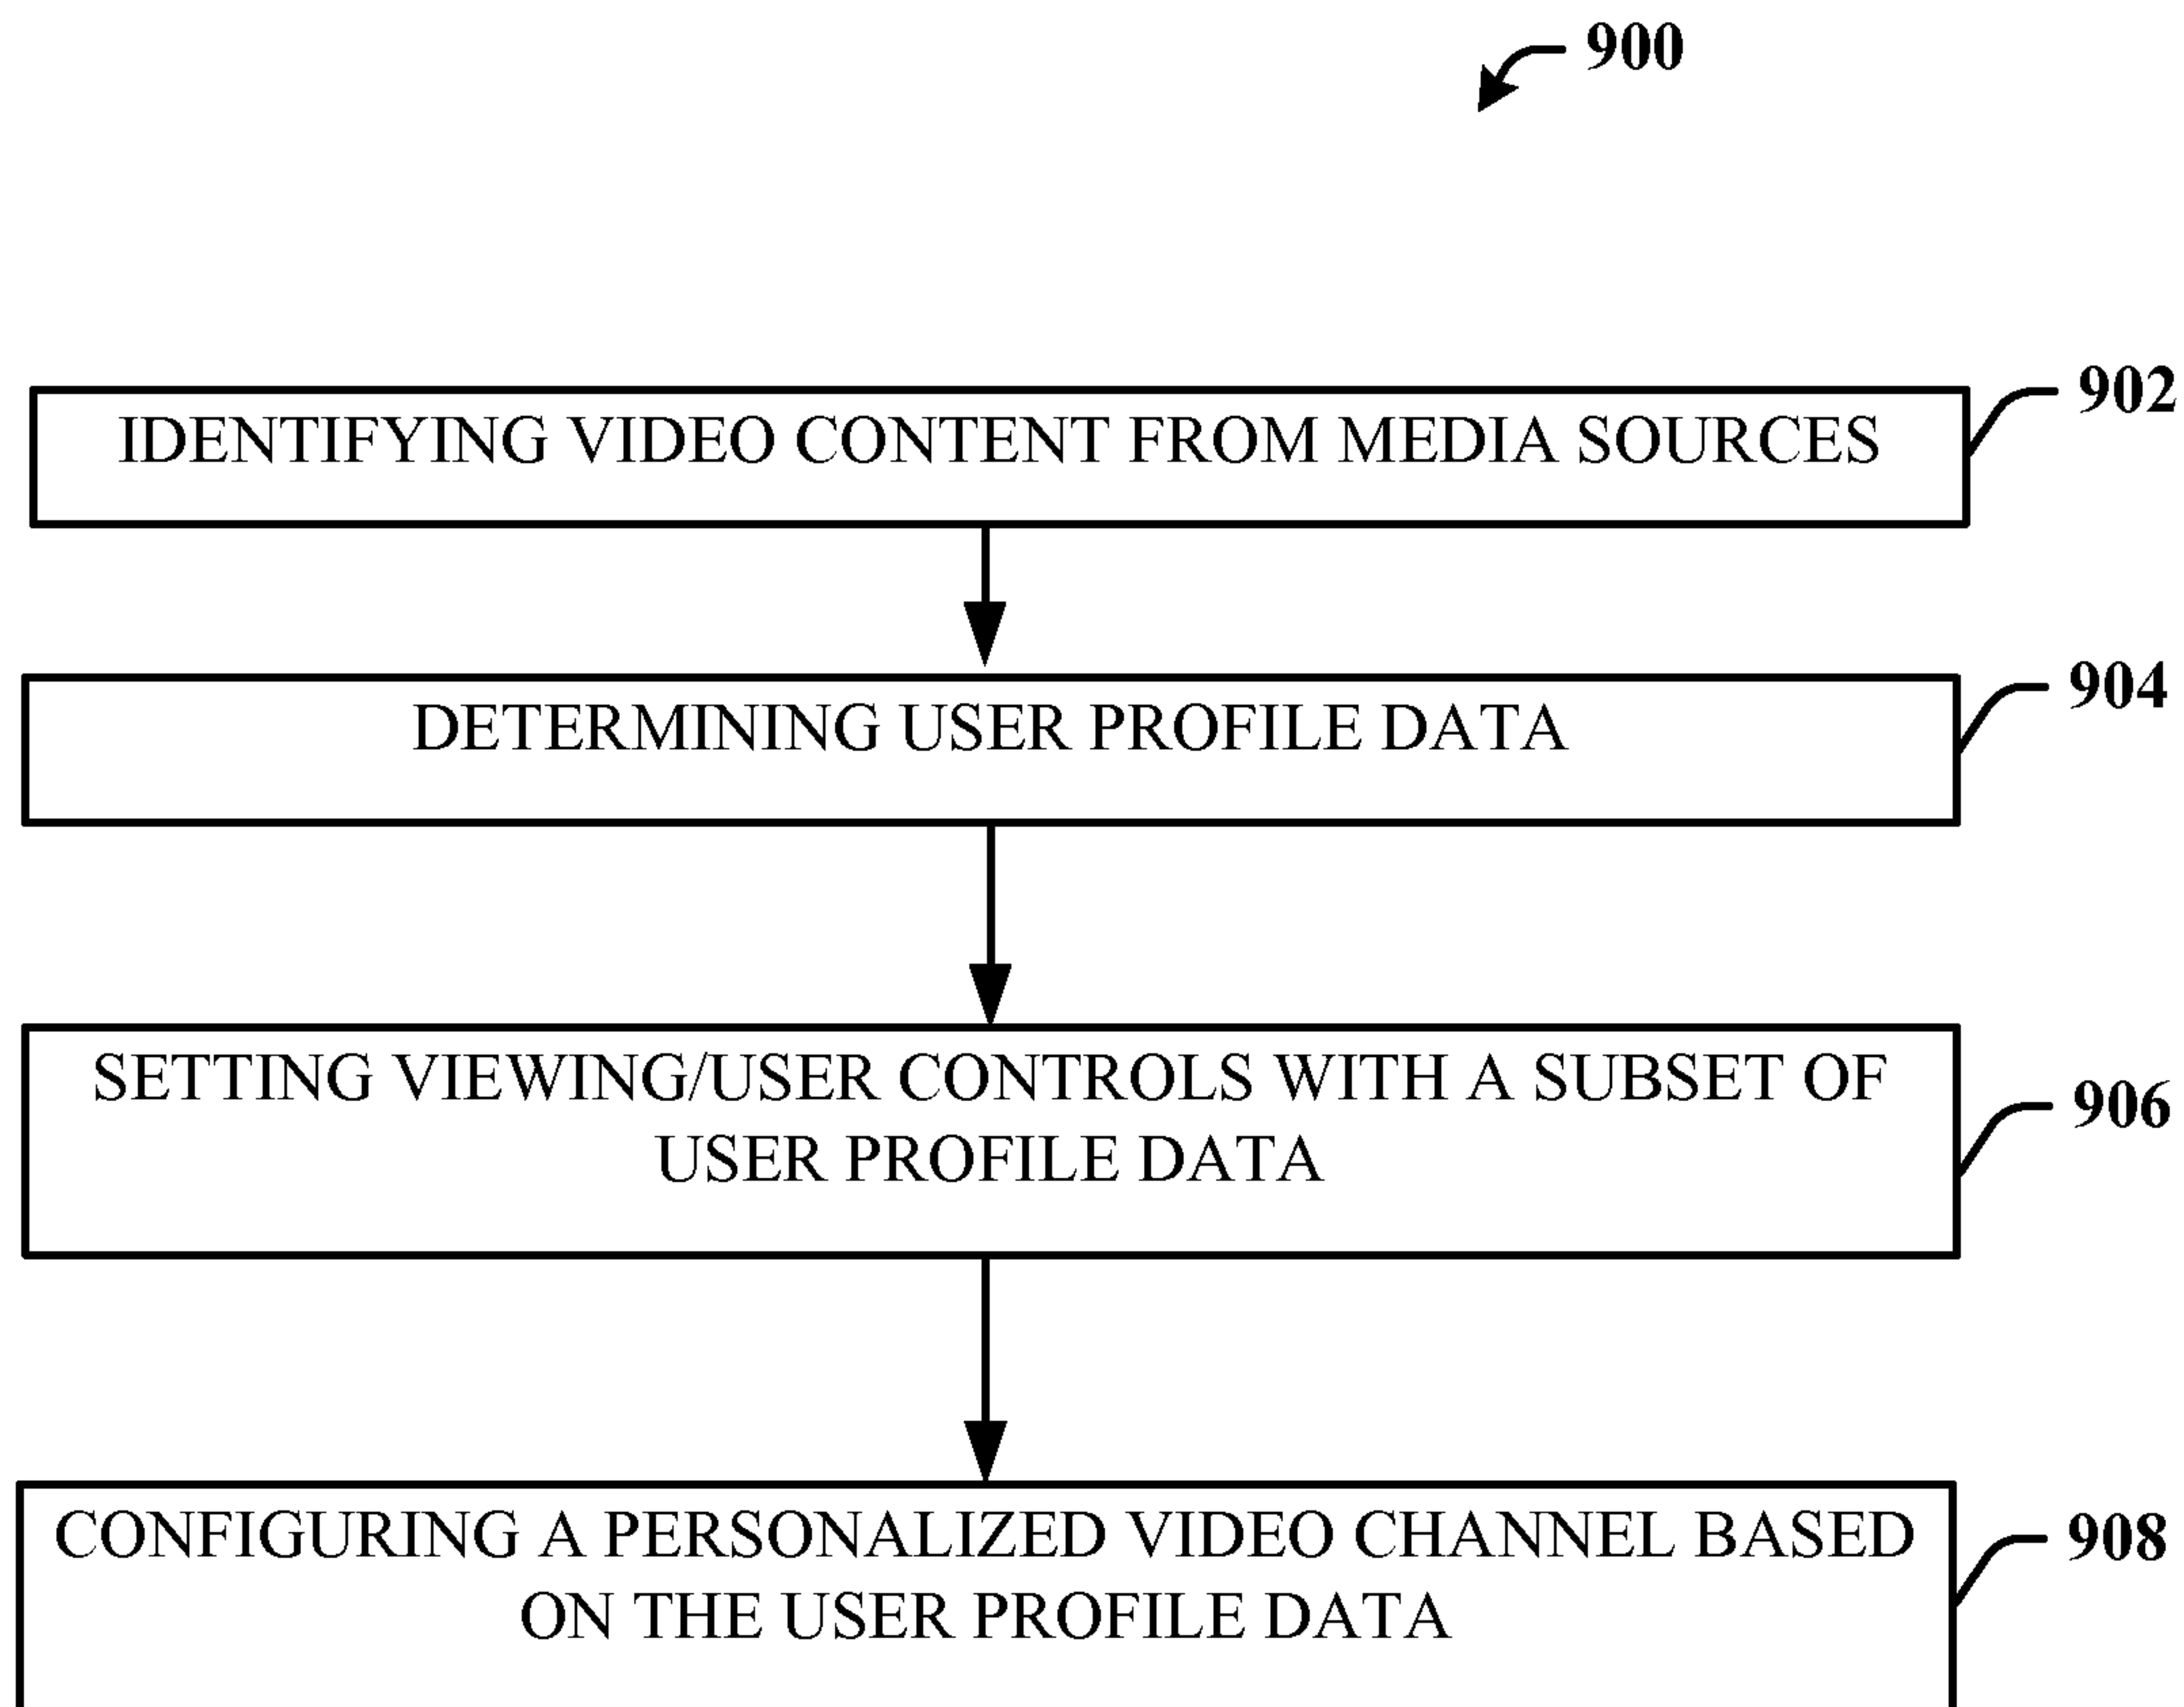 900
IDENTIFYING VIDEO CONTENT FROM MEDIA SOURCES
902
DETERMINING USER PROFILE DATA
904
SETTING VIEWING/USER CONTROLS WITH A SUBSET OF
USER PROFILE DATA
906
CONFIGURING A PERSONALIZED VIDEO CHANNEL BASED
ON THE USER PROFILE DATA
908